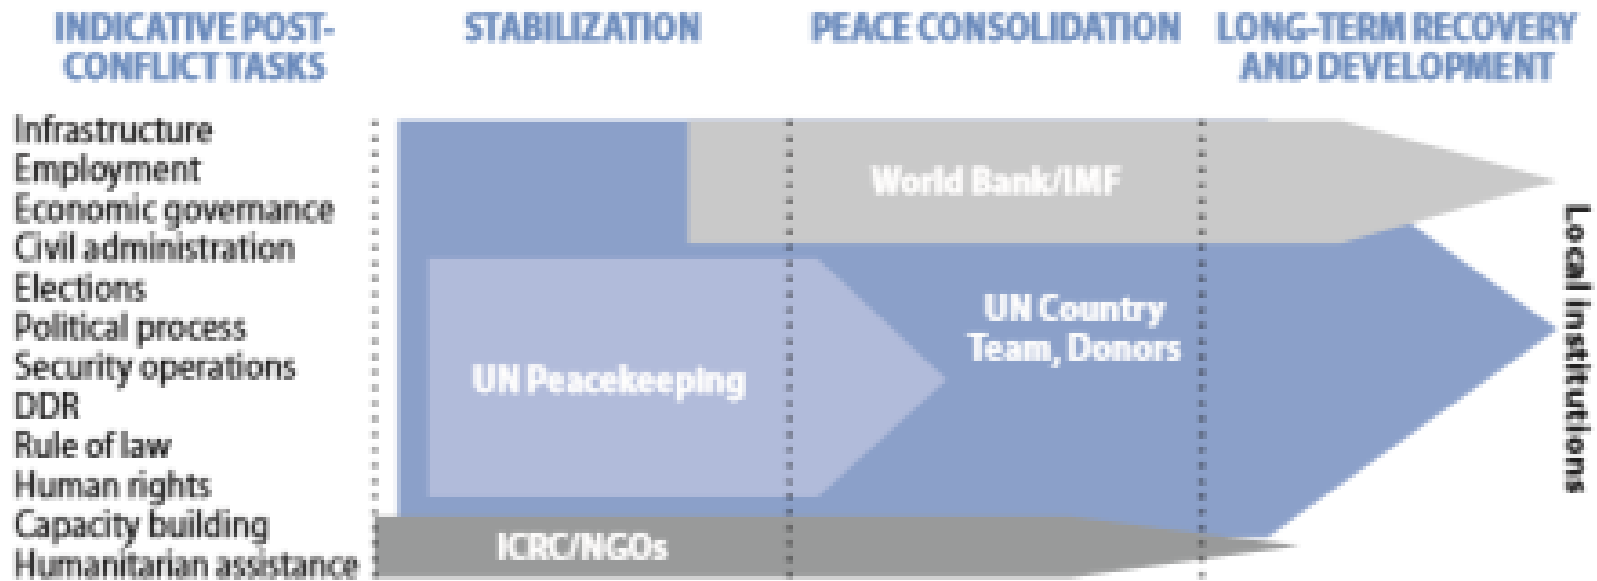 INDICATIVE POST-
CONFLICT TASKS
STABILIZATION
PEACE CONSOLIDATION
LONG-TERM RECOVERY
AND DEVELOPMENT
Infrastructure
Employment
Economic governance
Civil administration
Elections
Political process
Security operations
DDR
Rule of law
Human rights
Capacity building
Humanitarian assistance
World Bank/IMF
UN Country
Team, Donors
UN Peacekeeping
ICRC/NGOs
Local institutions